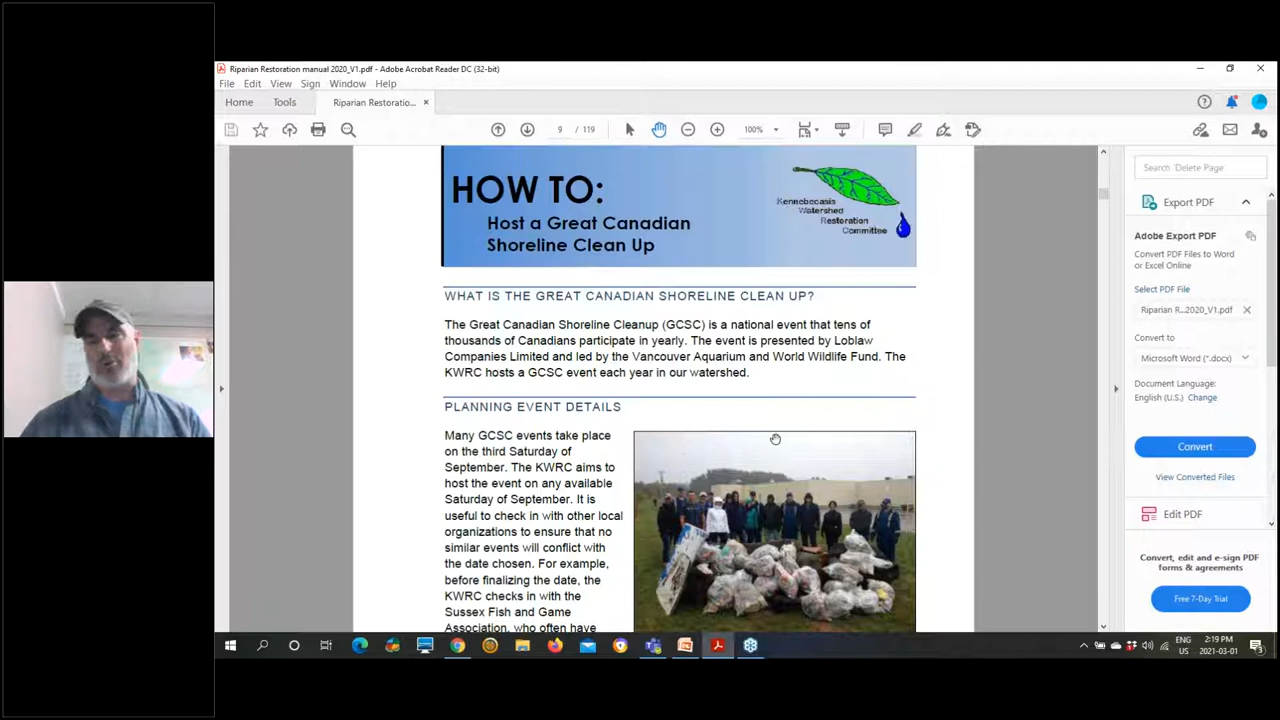 Riparian Restoration manual 2020_V1.pdf - Adobe Acrobat Reader DC (32-bit)
File Edit View Sign Window Help
Home Tools Riparian Restoratio... ×
9 / 119 100%
Search 'Delete Page'
HOW TO:
Host a Great Canadian
Shoreline Clean Up
Kennebecasis
Watershed
Restoration
Committee
WHAT IS THE GREAT CANADIAN SHORELINE CLEAN UP?
The Great Canadian Shoreline Cleanup (GCSC) is a national event that tens of
thousands of Canadians participate in yearly. The event is presented by Loblaw
Companies Limited and led by the Vancouver Aquarium and World Wildlife Fund. The
KWRC hosts a GCSC event each year in our watershed.
PLANNING EVENT DETAILS
Many GCSC events take place
on the third Saturday of
September. The KWRC aims to
host the event on any available
Saturday of September. It is
useful to check in with other local
organizations to ensure that no
similar events will conflict with
the date chosen. For example,
before finalizing the date, the
KWRC checks in with the
Sussex Fish and Game
Association, who often have
Export PDF
Adobe Export PDF
Convert PDF Files to Word
or Excel Online
Select PDF File
Riparian R...2020_V1.pdf ×
Convert to
Microsoft Word (*.docx)
Document Language:
English (U.S.) Change
Convert
View Converted Files
Edit PDF
Convert, edit and e-sign PDF
forms & agreements
Free 7-Day Trial
ENG
US
2:19 PM
2021-03-01
3